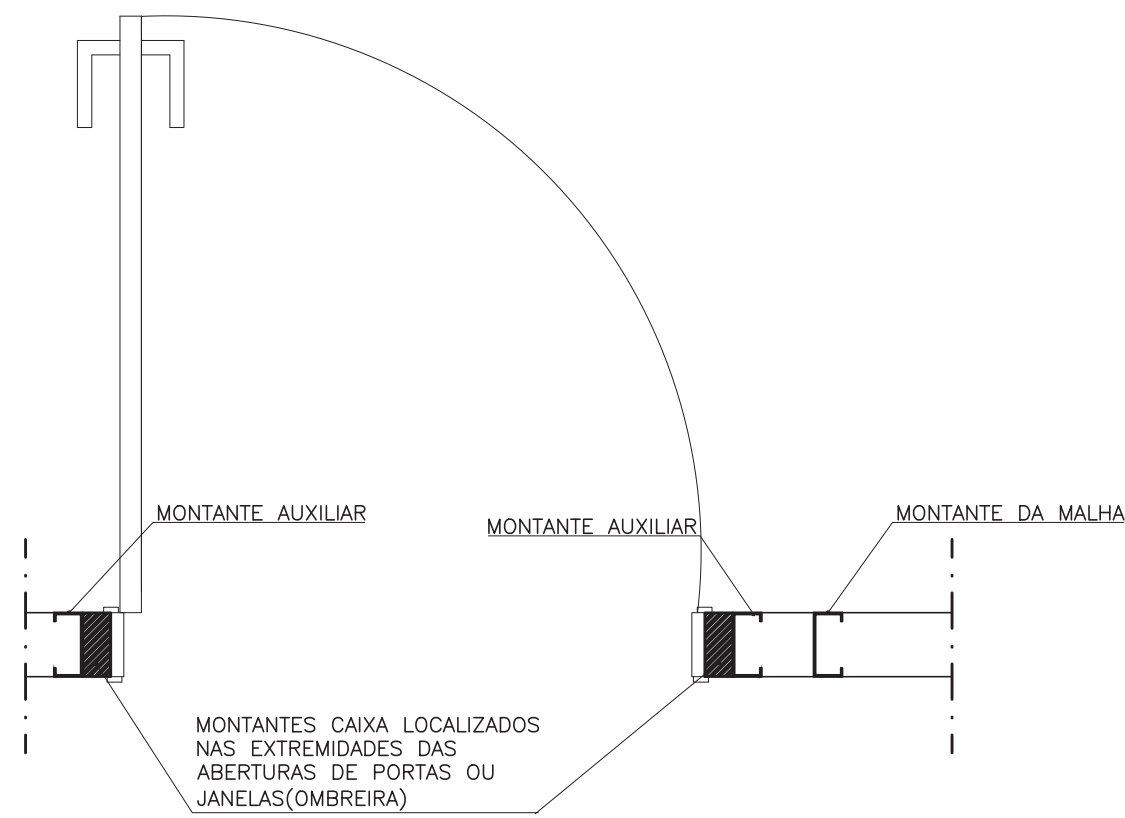 MONTANTE AUXILIAR
MONTANTE AUXILIAR
MONTANTE DA MALHA
MONTANTES CAIXA LOCALIZADOS
NAS EXTREMIDADES DAS
ABERTURAS DE PORTAS OU
JANELAS(OMBREIRA)